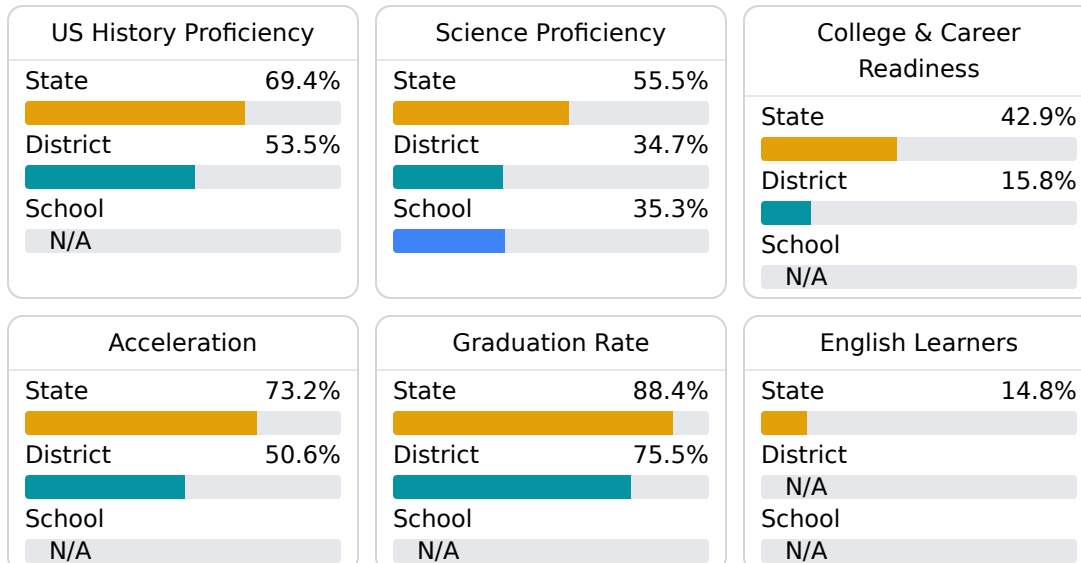 US History Proficiency
State 69.4%
District 53.5%
School
N/A
Science Proficiency
State 55.5%
District 34.7%
School 35.3%
College & Career
Readiness
State 42.9%
District 15.8%
School
N/A
Acceleration
State 73.2%
District 50.6%
School
N/A
Graduation Rate
State 88.4%
District 75.5%
School
N/A
English Learners
State 14.8%
District
N/A
School
N/A